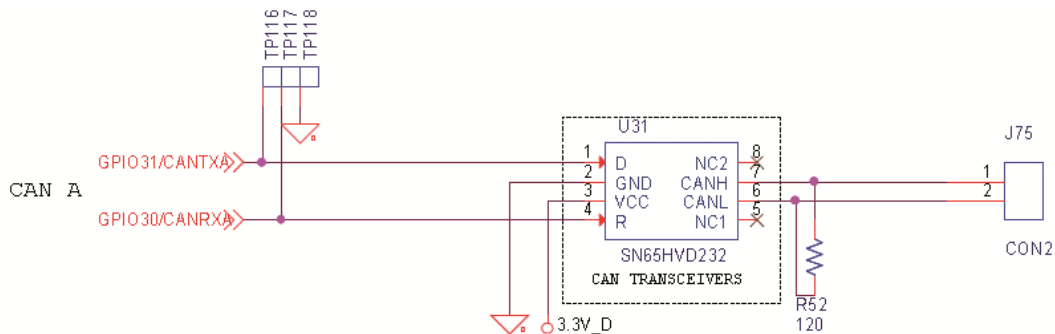 TP116
TP117
TP118
GPIO31/CANTXA
CAN A
GPIO30/CANRXA
U31
1 D NC2 8
2 GND CANH 7
3 VCC CANL 6
4 R NC1 5
SN65HVD232
CAN TRANSCEIVERS
3.3V_D
R52
120
J75
1
2
CON2